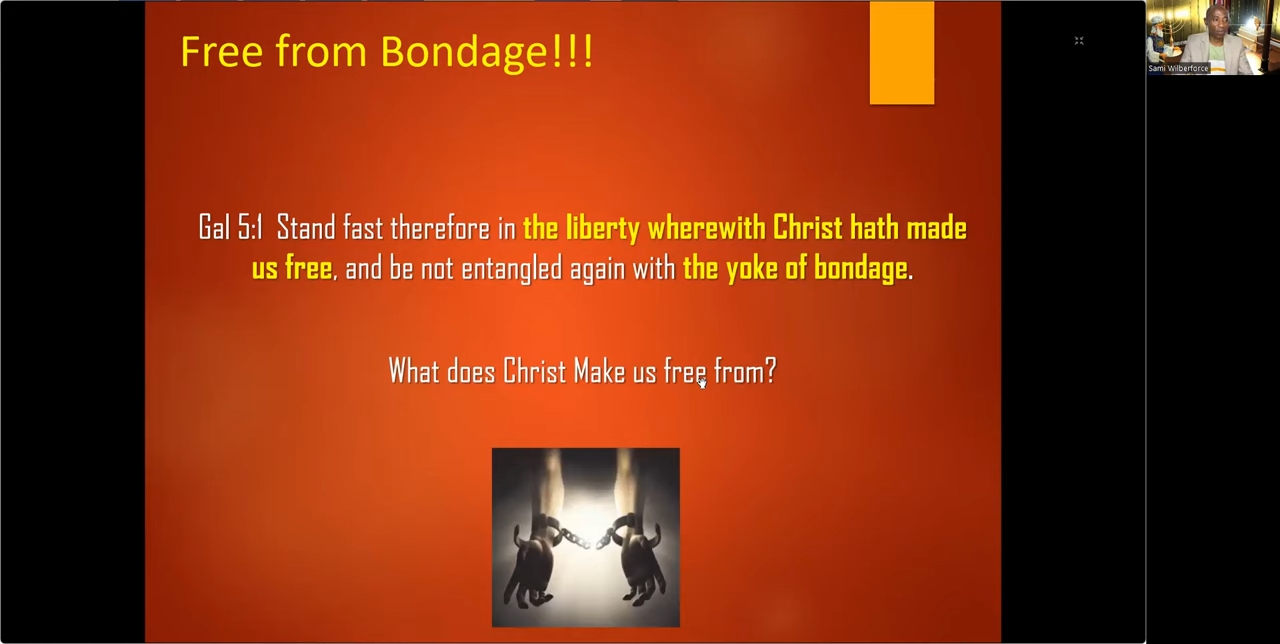 Free from Bondage!!!
Sami Wilberforce
Gal 5:1  Stand fast therefore in the liberty wherewith Christ hath made
us free, and be not entangled again with the yoke of bondage.
What does Christ Make us free from?